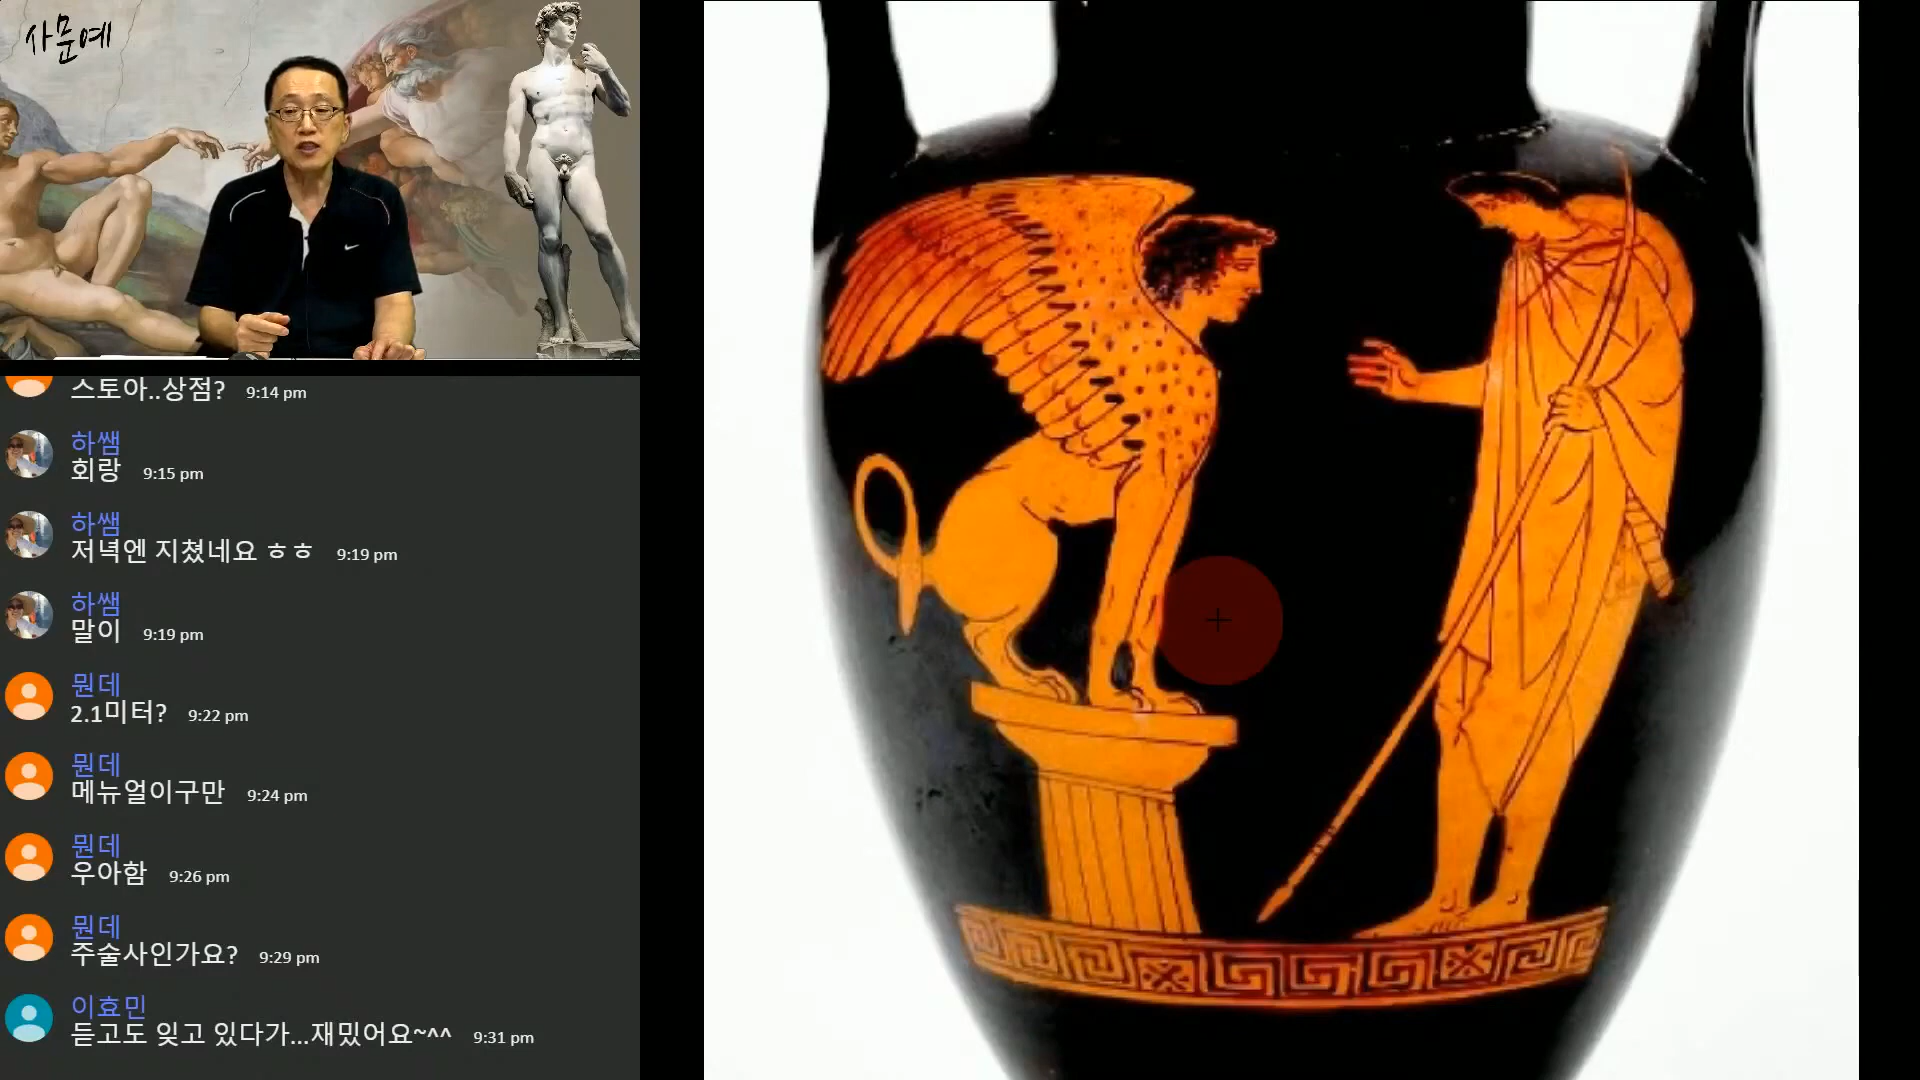 사문예
스토아..상점? 9:14 pm
하쌤
회랑 9:15 pm
하쌤
저녁엔 지쳤네요 ㅎㅎ 9:19 pm
하쌤
말이 9:19 pm
뭔데
2.1미터? 9:22 pm
뭔데
메뉴얼이구만 9:24 pm
뭔데
우아함 9:26 pm
뭔데
주술사인가요? 9:29 pm
이효민
듣고도 잊고 있다가...재밌어요~^^ 9:31 pm